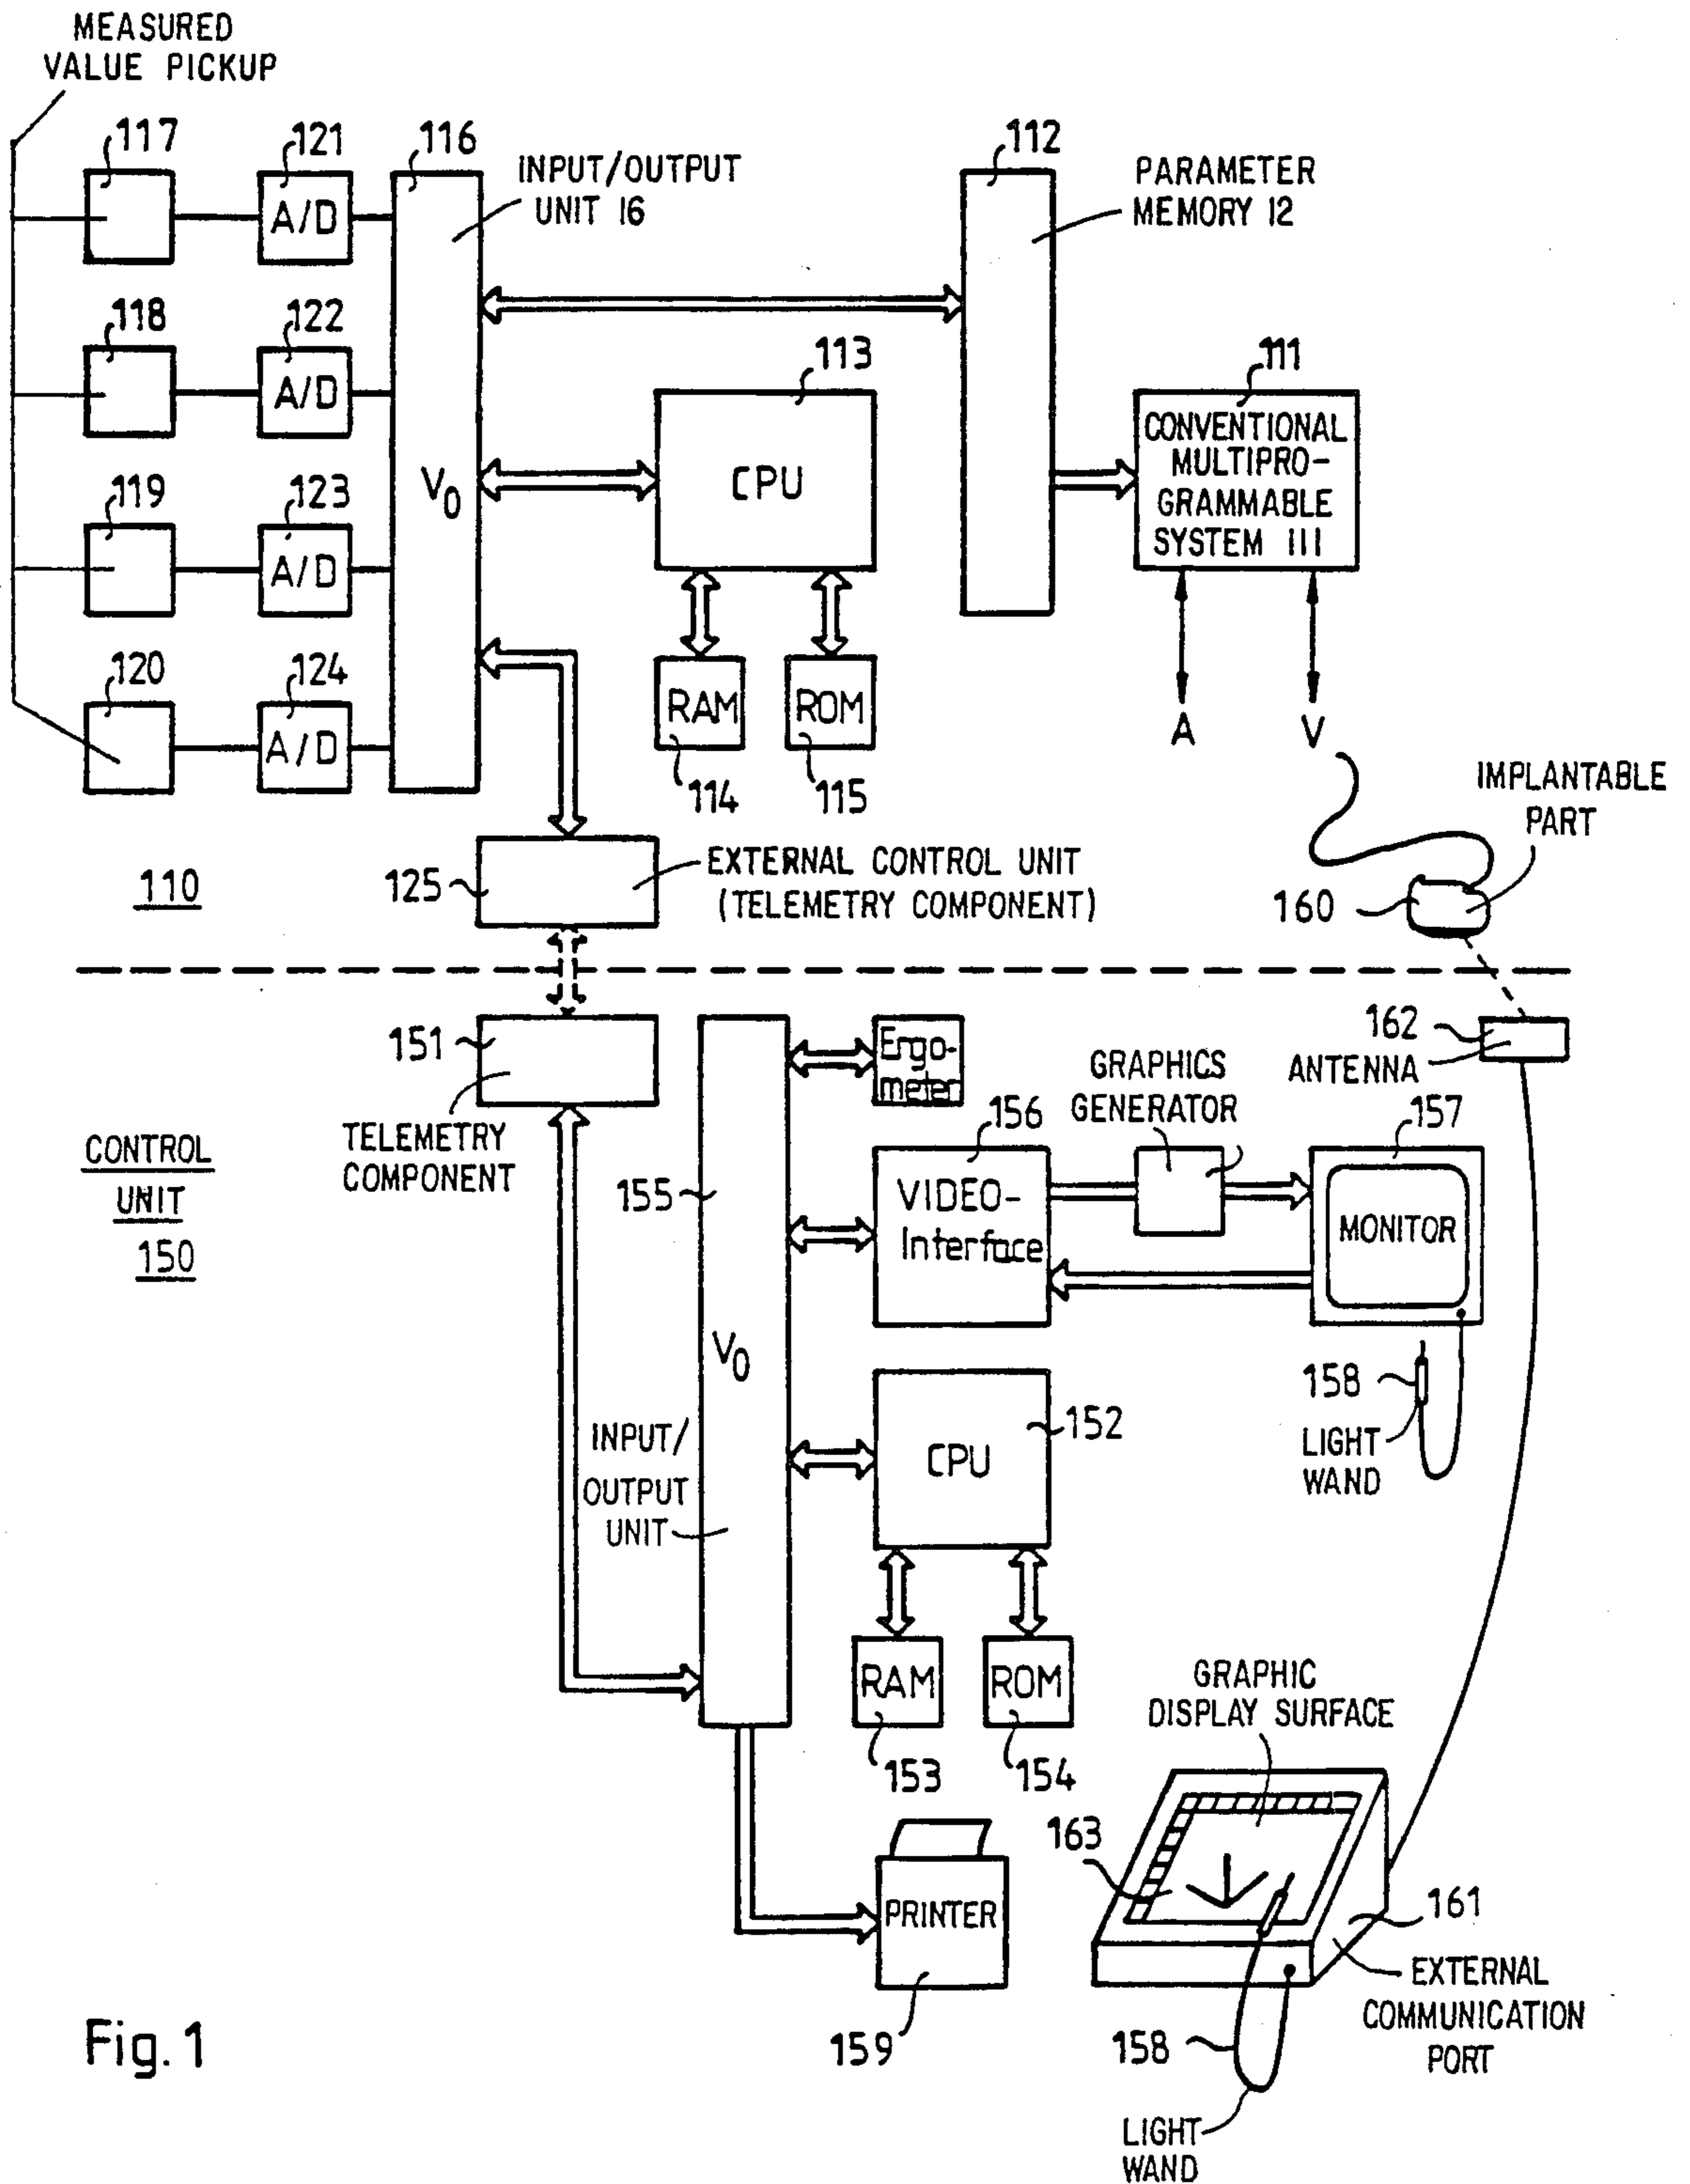 MEASURED
VALUE PICKUP
117
121
116
INPUT/OUTPUT
UNIT 16
112
PARAMETER
MEMORY 12
A/D
118
122
A/D
113
111
CPU
CONVENTIONAL
MULTIPRO-
GRAMMABLE
SYSTEM 111
V0
119
123
A/D
120
124
A/D
RAM
ROM
114
115
A
V
IMPLANTABLE
PART
110
125
EXTERNAL CONTROL UNIT
(TELEMETRY COMPONENT)
160
151
TELEMETRY
COMPONENT
Ergo-
meter
162
ANTENNA
GRAPHICS
GENERATOR
CONTROL
UNIT
150
155
156
VIDEO-
Interface
157
MONITOR
V0
158
LIGHT
WAND
INPUT/
OUTPUT
UNIT
CPU
152
RAM
ROM
153
154
GRAPHIC
DISPLAY SURFACE
163
PRINTER
159
161
EXTERNAL
COMMUNICATION
PORT
158
LIGHT
WAND
Fig. 1